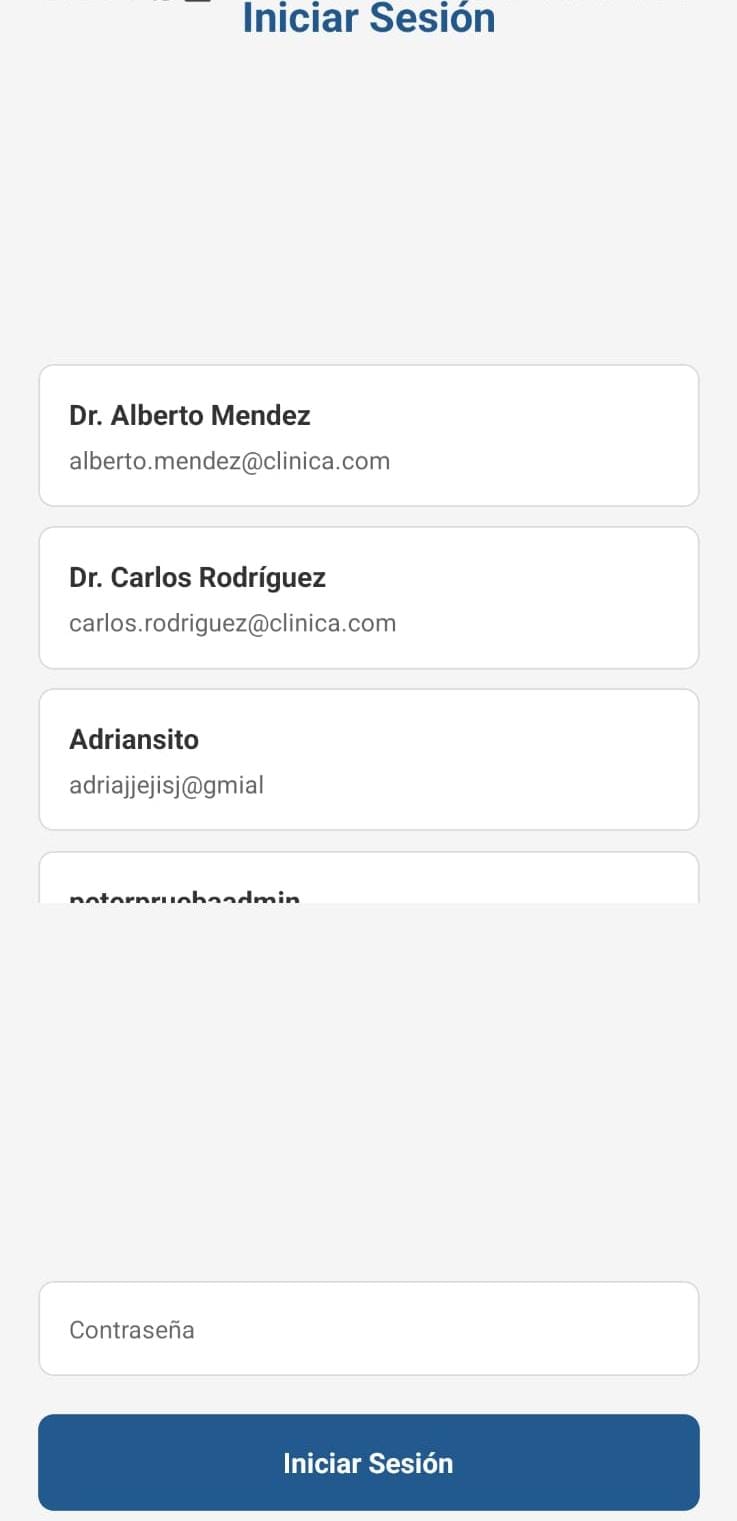 Iniciar Sesión
Dr. Alberto Mendez
alberto.mendez@clinica.com
Dr. Carlos Rodríguez
carlos.rodriguez@clinica.com
Adriansito
adriajjejisj@gmial
peterpruebaadmin
Contraseña
Iniciar Sesión